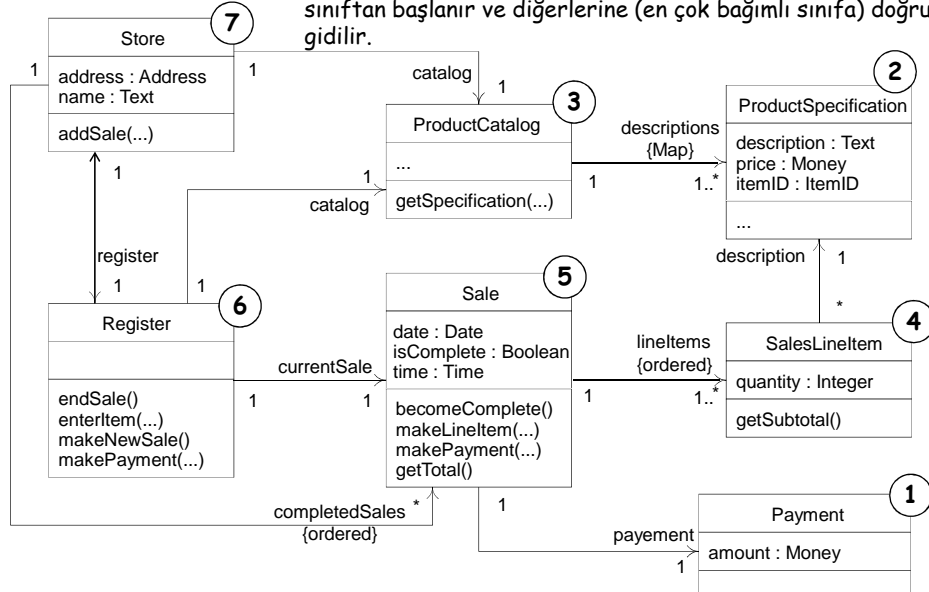 sınıftan başlanır ve diğerlerine (en çok bağımlı sınıfa) doğru
gidilir.
7
Store
address : Address
name : Text
addSale(...)
1
1
catalog
1
3
ProductCatalog
...
getSpecification(...)
descriptions
{Map}
1
1..*
2
ProductSpecification
description : Text
price : Money
itemID : ItemID
...
1
register
1
1
catalog
1
description
1
*
6
Register
endSale()
enterItem(...)
makeNewSale()
makePayment(...)
currentSale
1
1
5
Sale
date : Date
isComplete : Boolean
time : Time
becomeComplete()
makeLineItem(...)
makePayment(...)
getTotal()
lineItems
{ordered}
1
1..*
4
SalesLineItem
quantity : Integer
getSubtotal()
completedSales
{ordered}
*
1
payement
1
1
Payment
amount : Money